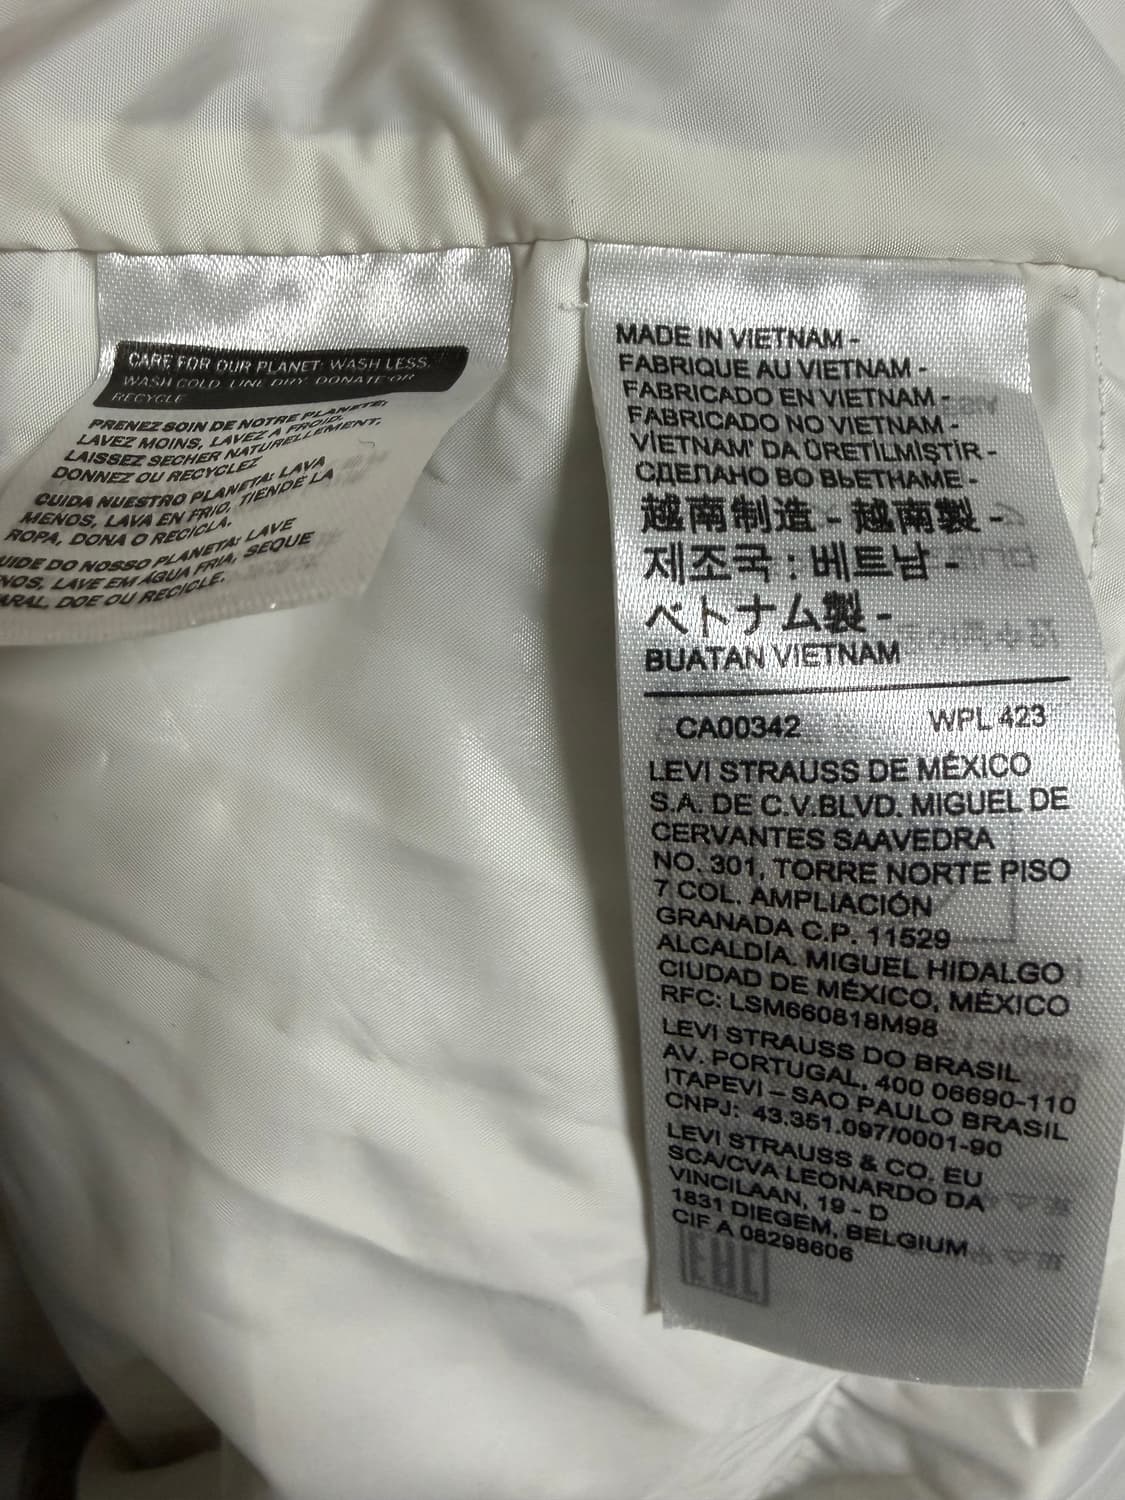 CARE FOR OUR PLANET: WASH LESS,
WASH COLD, LINE DRY, DONATE OR
RECYCLE
PRENEZ SOIN DE NOTRE PLANETE:
LAVEZ MOINS, LAVEZ A FROID,
LAISSEZ SECHER NATURELLEMENT,
DONNEZ OU RECYCLEZ
CUIDA NUESTRO PLANETA: LAVA
MENOS, LAVA EN FRIO, TIENDE LA
ROPA, DONA O RECICLA.
UIDE DO NOSSO PLANETA: LAVE
NOS, LAVE EM ÁGUA FRIA, SEQUE
ARAL, DOE OU RECICLE.
MADE IN VIETNAM -
FABRIQUE AU VIETNAM -
FABRICADO EN VIETNAM -
FABRICADO NO VIETNAM -
VİETNAM' DA ÜRETİLMİŞTİR -
СДЕЛАНО ВО ВЬЕТНАМЕ -
越南制造 - 越南製 -
제조국 : 베트남 -
ベトナム製 -
BUATAN VIETNAM
CA00342 WPL 423
LEVI STRAUSS DE MÉXICO
S.A. DE C.V.BLVD. MIGUEL DE
CERVANTES SAAVEDRA
NO. 301, TORRE NORTE PISO
7 COL. AMPLIACIÓN
GRANADA C.P. 11529
ALCALDÍA. MIGUEL HIDALGO
CIUDAD DE MÉXICO, MÉXICO
RFC: LSM660818M98
LEVI STRAUSS DO BRASIL
AV. PORTUGAL, 400 06690-110
ITAPEVI – SAO PAULO BRASIL
CNPJ: 43.351.097/0001-90
LEVI STRAUSS & CO. EU
SCA/CVA LEONARDO DA
VINCILAAN, 19 - D
1831 DIEGEM, BELGIUM
CIF A 08298606
EAC